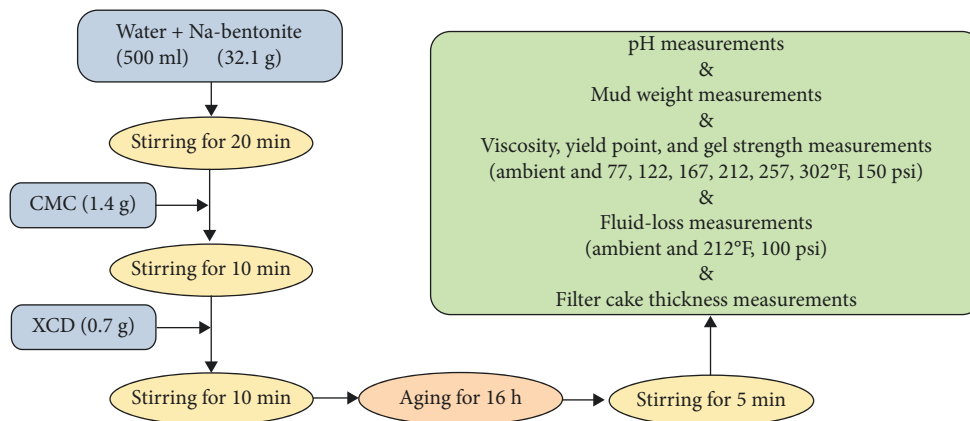 Water + Na-bentonite
(500 ml) (32.1 g)
Stirring for 20 min
CMC (1.4 g)
Stirring for 10 min
XCD (0.7 g)
Stirring for 10 min
Aging for 16 h
Stirring for 5 min
pH measurements
&
Mud weight measurements
&
Viscosity, yield point, and gel strength measurements
(ambient and 77, 122, 167, 212, 257, 302°F, 150 psi)
&
Fluid-loss measurements
(ambient and 212°F, 100 psi)
&
Filter cake thickness measurements